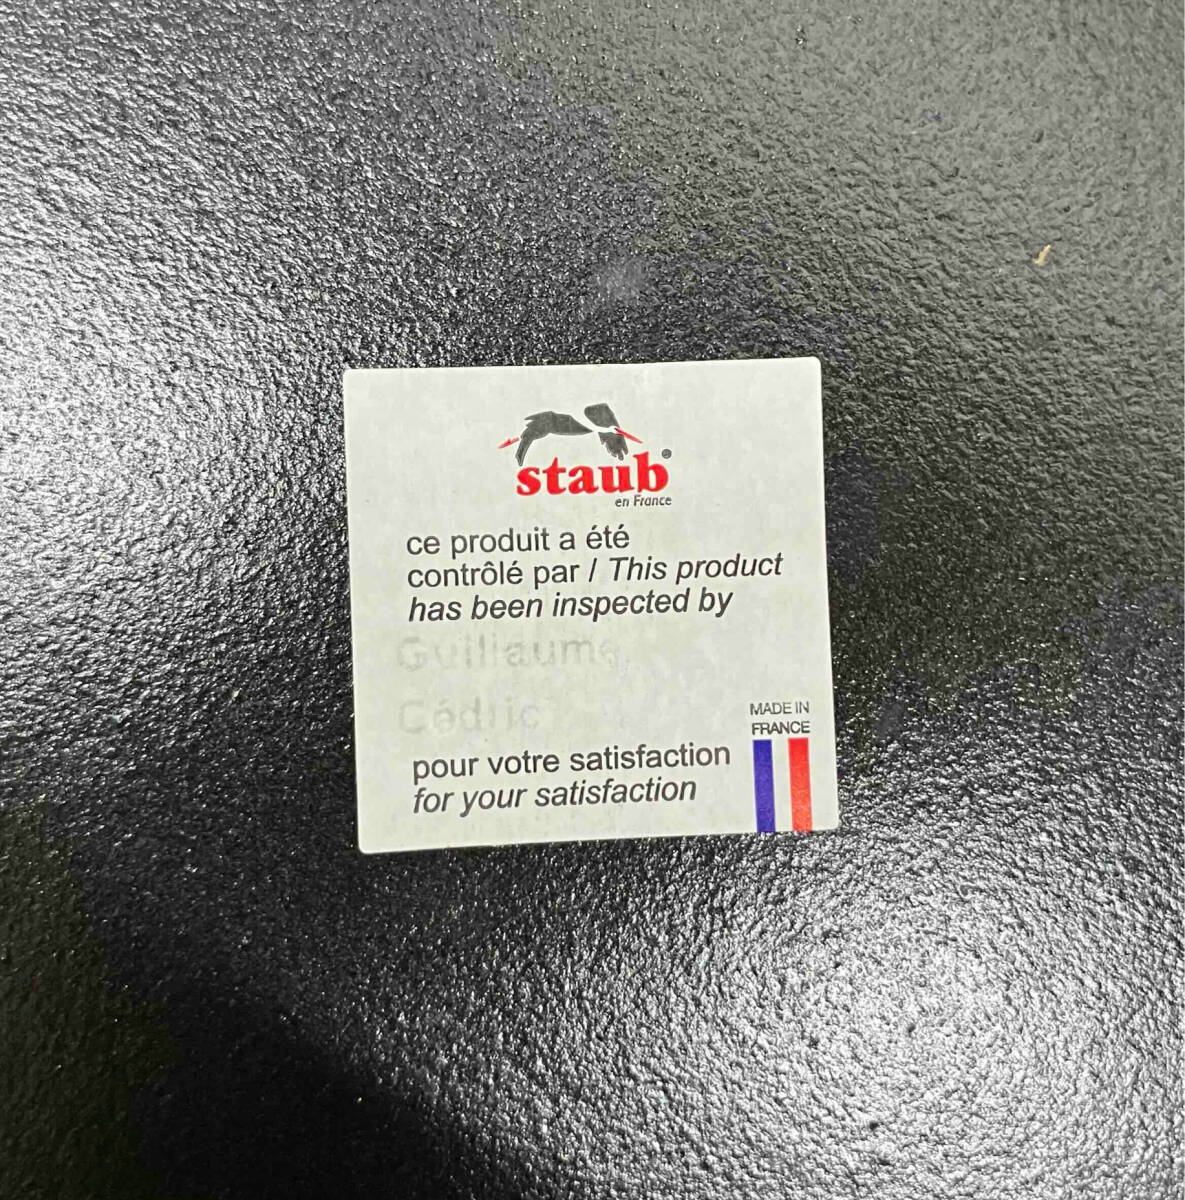 staub®
en France
ce produit a été
contrôlé par / This product
has been inspected by
Guillaume
Cédric
pour votre satisfaction
for your satisfaction
MADE IN
FRANCE